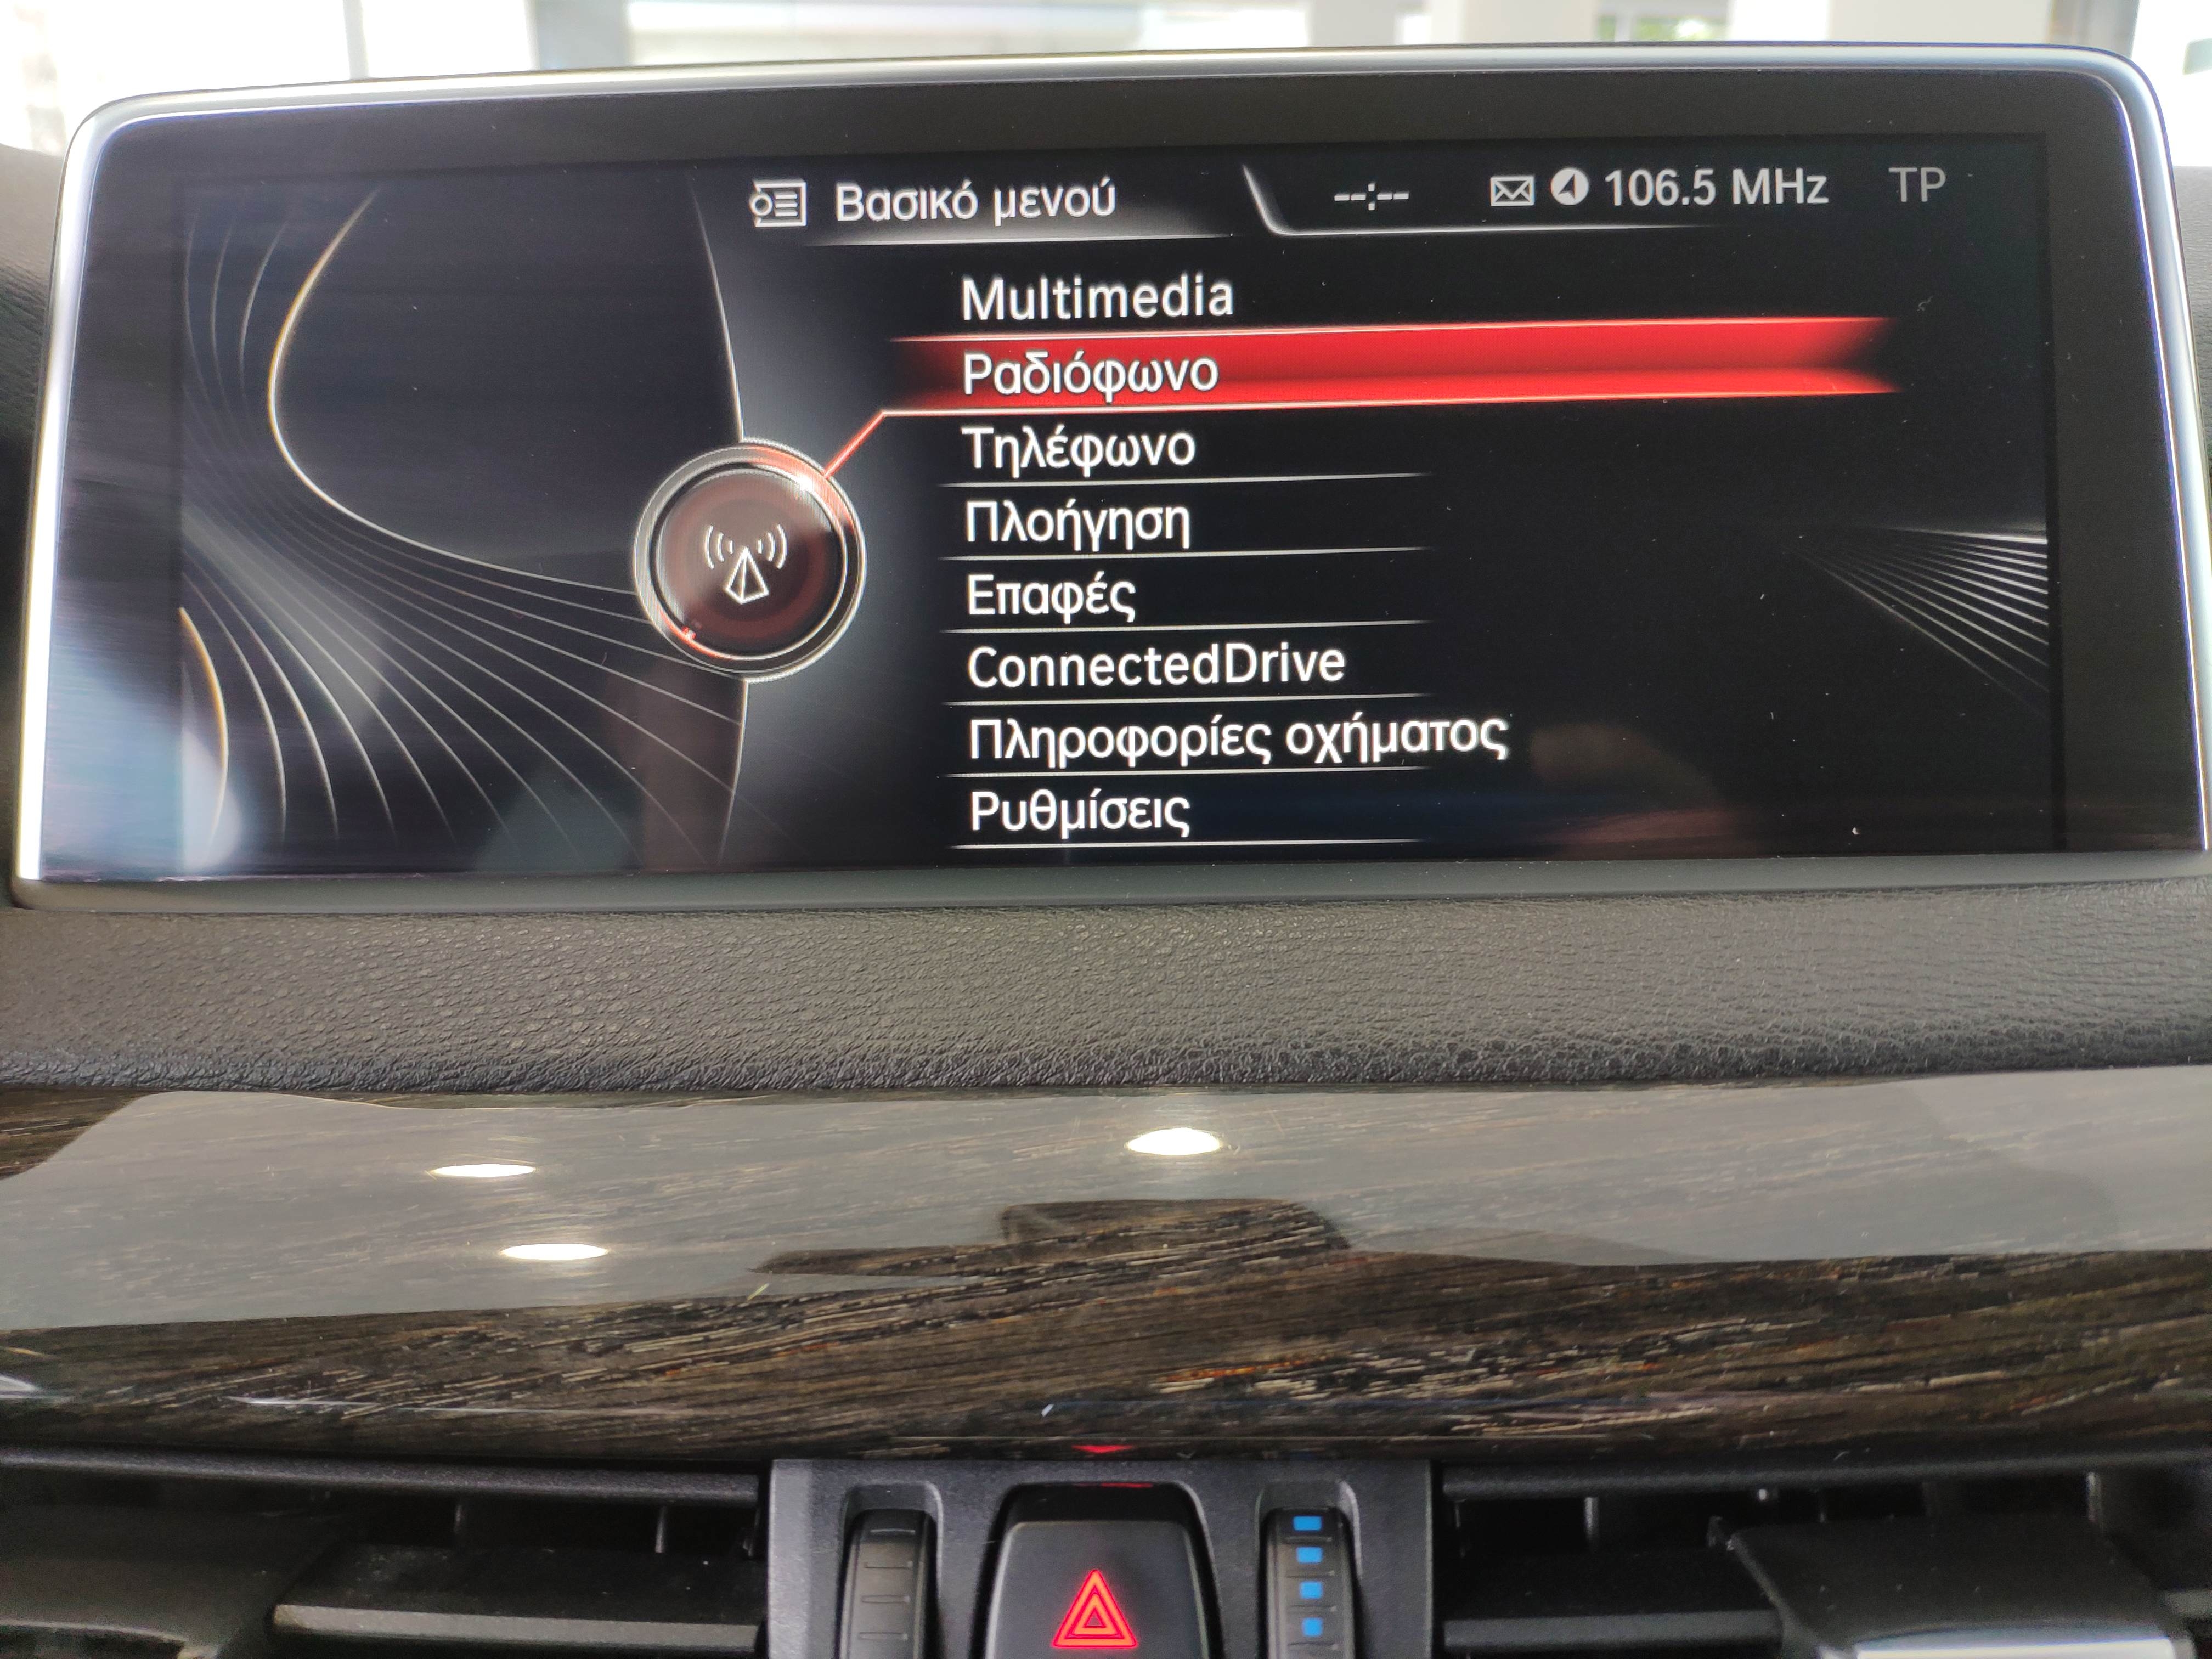 Βασικό μενού --:-- 106.5 MHz TP
Multimedia
Ραδιόφωνο
Τηλέφωνο
Πλοήγηση
Επαφές
ConnectedDrive
Πληροφορίες οχήματος
Ρυθμίσεις